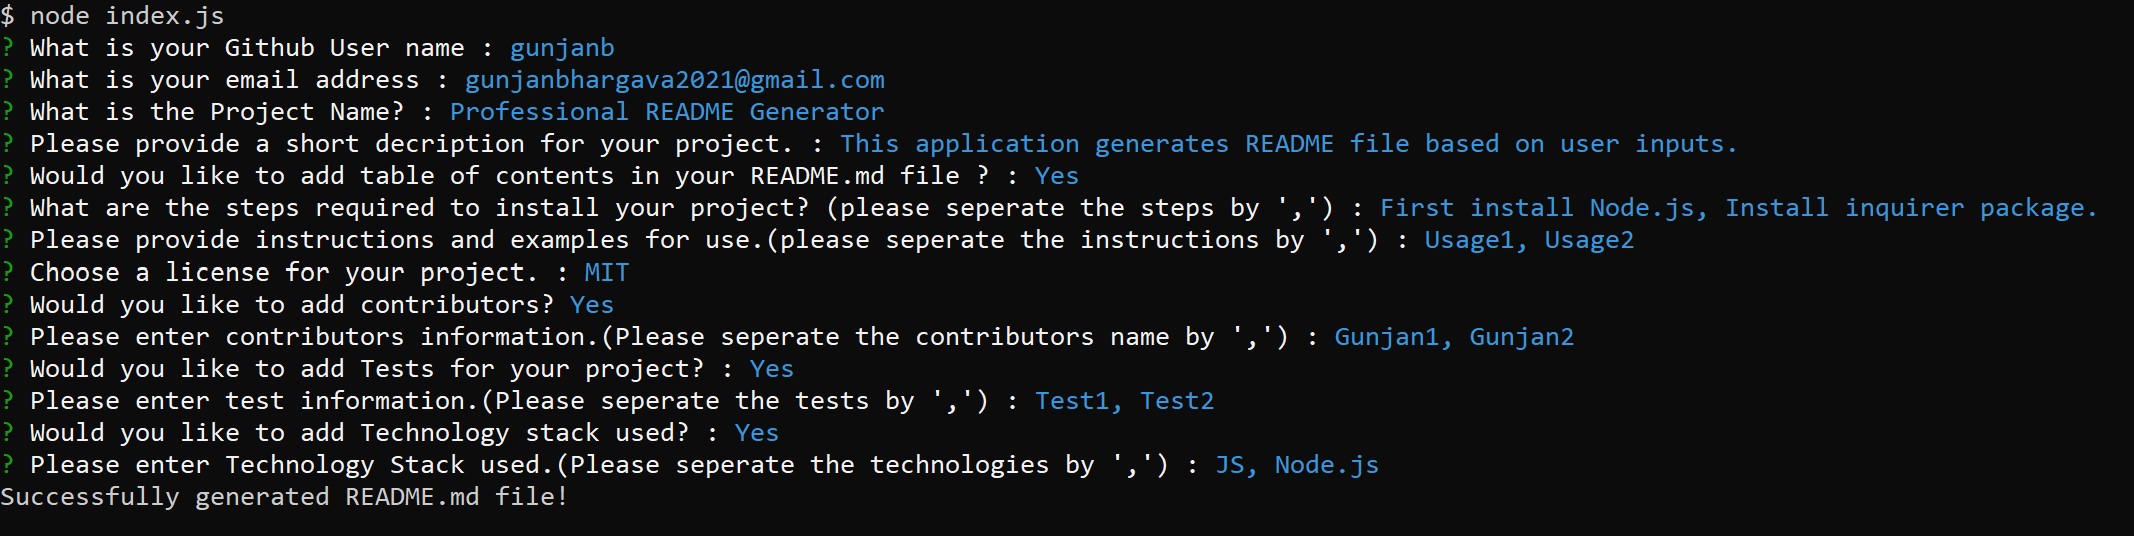 $ node index.js
? What is your Github User name : gunjanb
? What is your email address : gunjanbhargava2021@gmail.com
? What is the Project Name? : Professional README Generator
? Please provide a short decription for your project. : This application generates README file based on user inputs.
? Would you like to add table of contents in your README.md file ? : Yes
? What are the steps required to install your project? (please seperate the steps by ',') : First install Node.js, Install inquirer package.
? Please provide instructions and examples for use.(please seperate the instructions by ',') : Usage1, Usage2
? Choose a license for your project. : MIT
? Would you like to add contributors? Yes
? Please enter contributors information.(Please seperate the contributors name by ',') : Gunjan1, Gunjan2
? Would you like to add Tests for your project? : Yes
? Please enter test information.(Please seperate the tests by ',') : Test1, Test2
? Would you like to add Technology stack used? : Yes
? Please enter Technology Stack used.(Please seperate the technologies by ',') : JS, Node.js
Successfully generated README.md file!